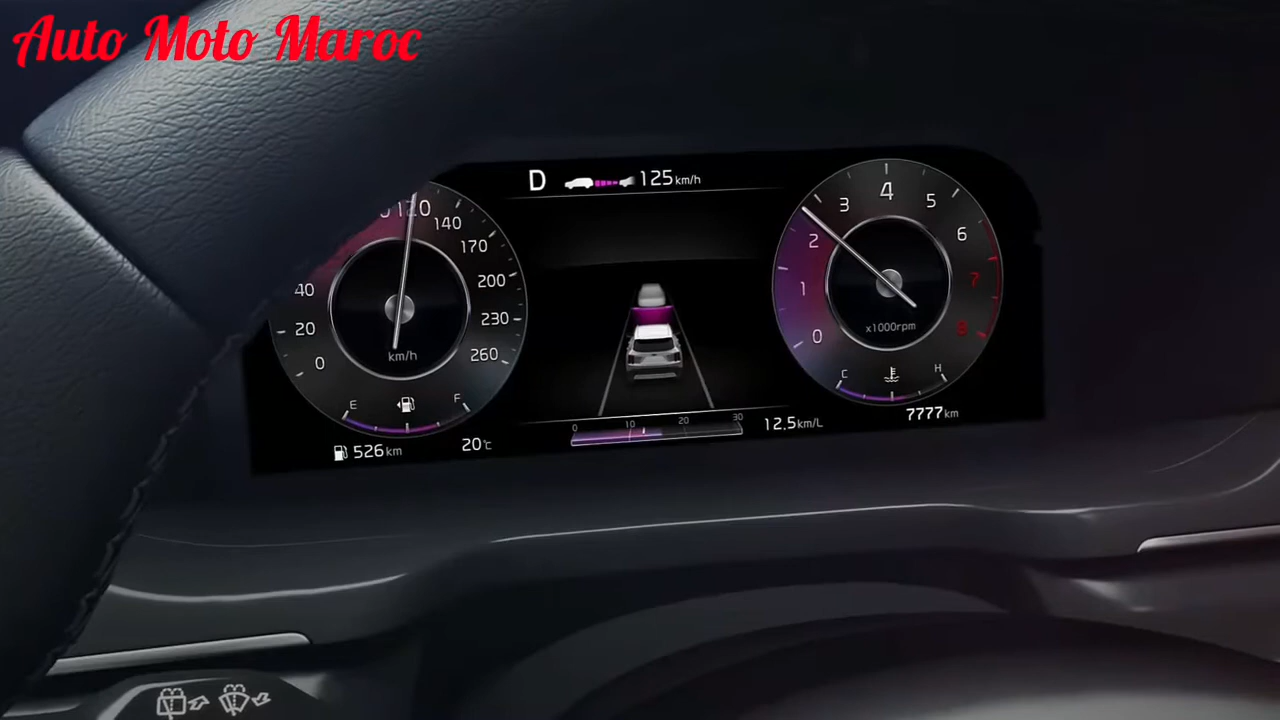 Auto Moto Maroc
D 125 km/h
120
140
170
200
230
260
40
20
0
km/h
E F
526 km
20°C
0 10 20 30
12.5 km/L
0
1
2
3
4
5
6
7
8
x1000rpm
C H
7777 km